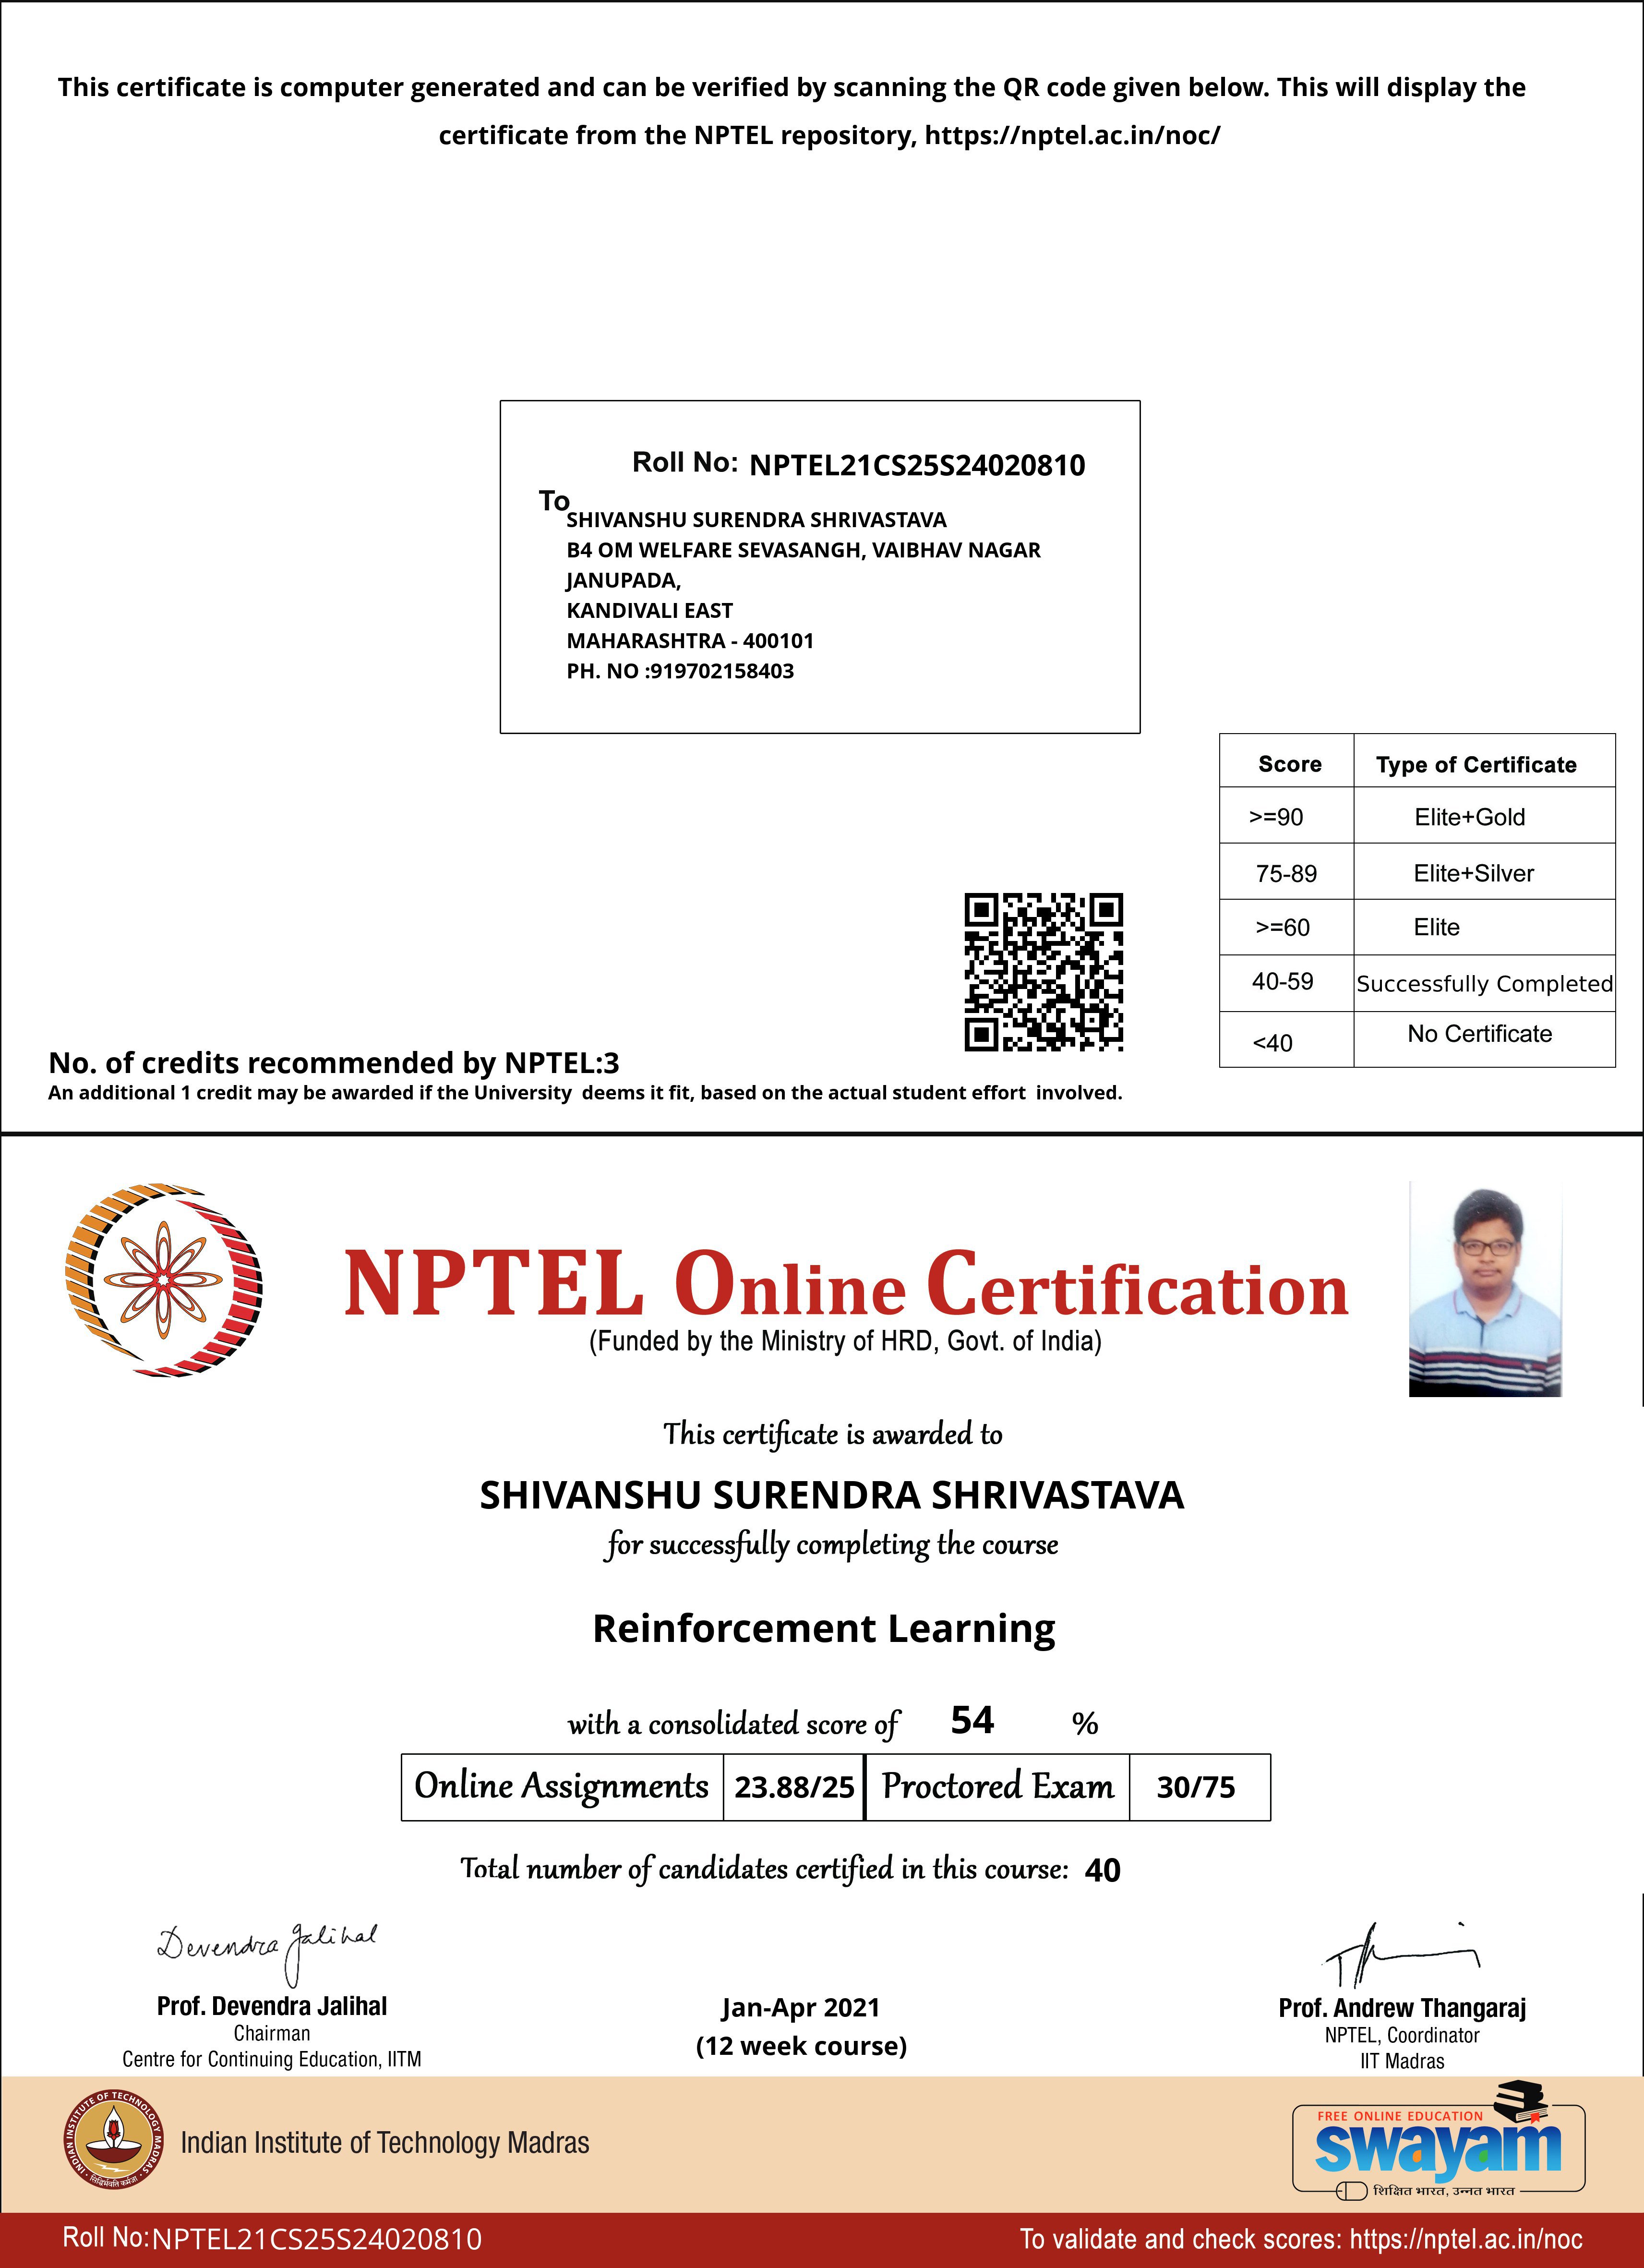 This certificate is computer generated and can be verified by scanning the QR code given below. This will display the
certificate from the NPTEL repository, https://nptel.ac.in/noc/
Roll No: NPTEL21CS25S24020810
To
SHIVANSHU SURENDRA SHRIVASTAVA
B4 OM WELFARE SEVASANGH, VAIBHAV NAGAR
JANUPADA,
KANDIVALI EAST
MAHARASHTRA - 400101
PH. NO :919702158403
Score Type of Certificate
>=90 Elite+Gold
75-89 Elite+Silver
>=60 Elite
40-59 Successfully Completed
<40 No Certificate
No. of credits recommended by NPTEL:3
An additional 1 credit may be awarded if the University deems it fit, based on the actual student effort involved.
NPTEL Online Certification
(Funded by the Ministry of HRD, Govt. of India)
This certificate is awarded to
SHIVANSHU SURENDRA SHRIVASTAVA
for successfully completing the course
Reinforcement Learning
with a consolidated score of 54 %
Online Assignments 23.88/25 Proctored Exam 30/75
Total number of candidates certified in this course: 40
Devendra Jalihal
Prof. Devendra Jalihal
Chairman
Centre for Continuing Education, IITM
Jan-Apr 2021
(12 week course)
Prof. Andrew Thangaraj
NPTEL, Coordinator
IIT Madras
INDIAN INSTITUTE OF TECHNOLOGY MADRAS
सिद्धिर्भवति कर्मजा
Indian Institute of Technology Madras
FREE ONLINE EDUCATION
swayam
शिक्षित भारत, उन्नत भारत
Roll No: NPTEL21CS25S24020810
To validate and check scores: https://nptel.ac.in/noc